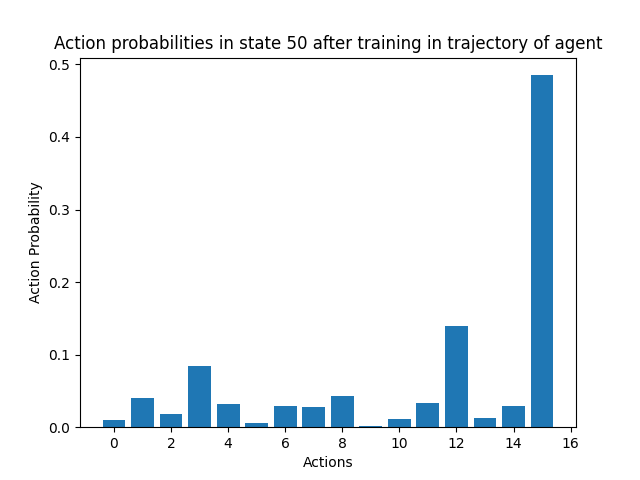 Action probabilities in state 50 after training in trajectory of agent
0.5
0.4
0.3
0.2
0.1
0.0
Action Probability
0 2 4 6 8 10 12 14 16
Actions